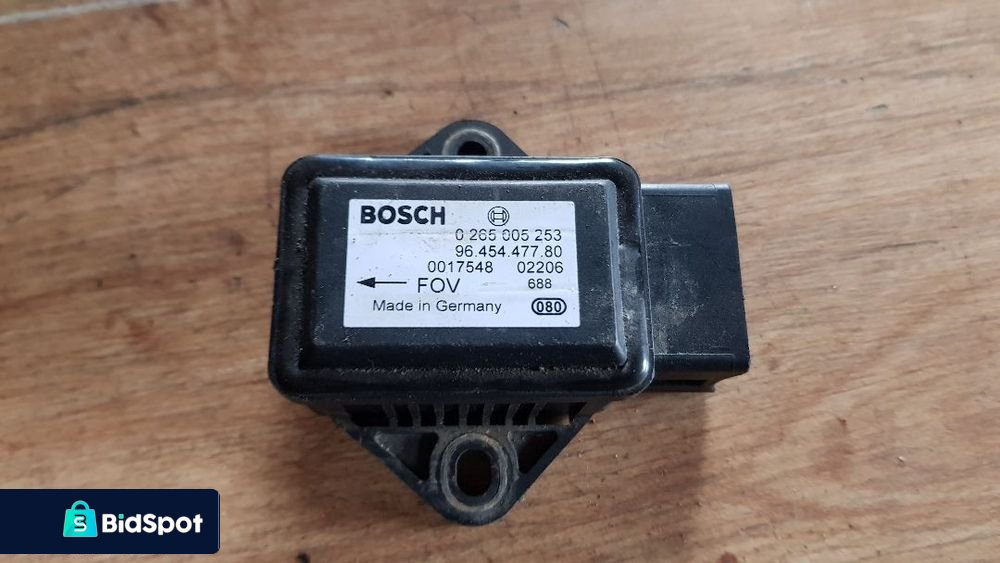 BOSCH
0 265 005 253
96.454.477.80
0017548 02206
FOV 688
Made in Germany 080
BidSpot